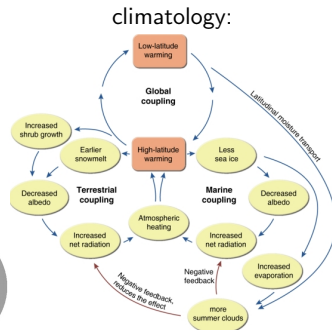 climatology:
Low-latitude
warming
Global
coupling
Latitudinal moisture transport
Increased
shrub growth
Earlier
snowmelt
High-latitude
warming
Less
sea ice
Decreased
albedo
Terrestrial
coupling
Marine
coupling
Decreased
albedo
Atmospheric
heating
Increased
net radiation
Increased
net radiation
Increased
evaporation
Negative feedback,
reduces the effect
Negative
feedback
more
summer clouds